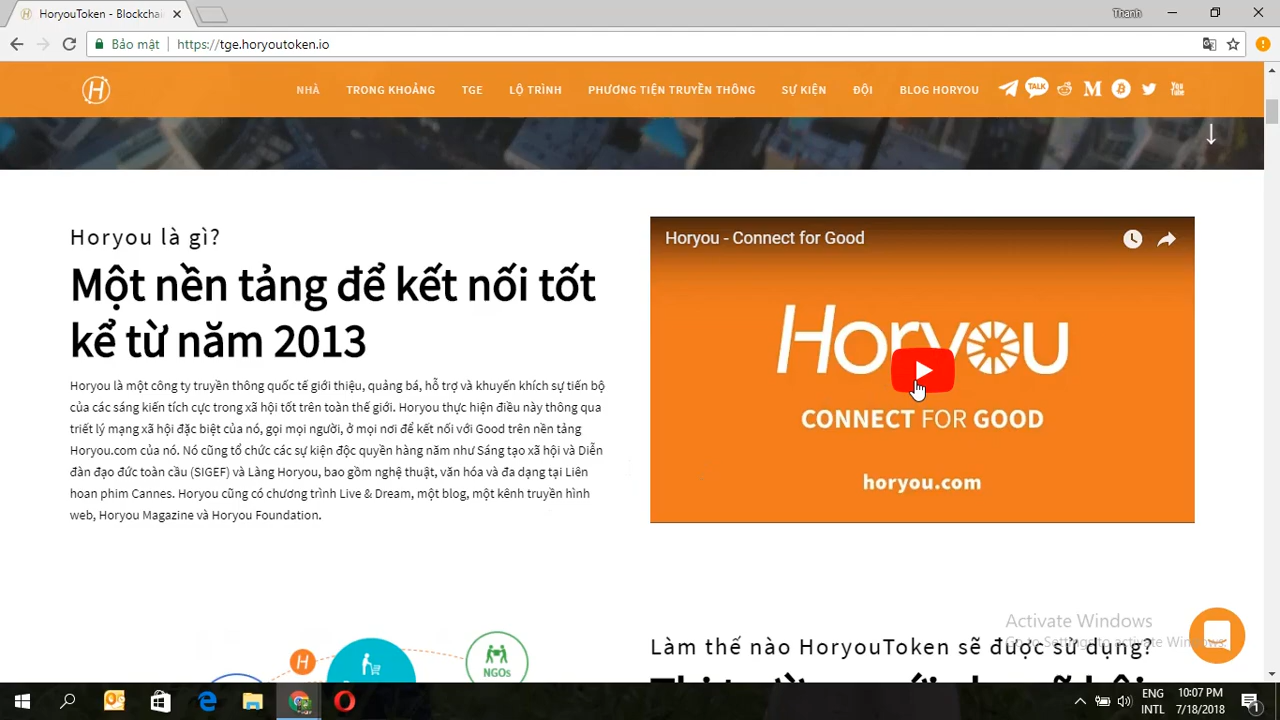 HoryouToken - Blockchain
Thanh
Bảo mật
https://tge.horyoutoken.io
H
NHÀ
TRONG KHOẢNG
TGE
LỘ TRÌNH
PHƯƠNG TIỆN TRUYỀN THÔNG
SỰ KIỆN
ĐỘI
BLOG HORYOU
TALK
M
You Tube
Horyou là gì?
Một nền tảng để kết nối tốt
kể từ năm 2013
Horyou là một công ty truyền thông quốc tế giới thiệu, quảng bá, hỗ trợ và khuyến khích sự tiến bộ
của các sáng kiến tích cực trong xã hội tốt trên toàn thế giới. Horyou thực hiện điều này thông qua
triết lý mạng xã hội đặc biệt của nó, gọi mọi người, ở mọi nơi để kết nối với Good trên nền tảng
Horyou.com của nó. Nó cũng tổ chức các sự kiện độc quyền hàng năm như Sáng tạo xã hội và Diễn
đàn đạo đức toàn cầu (SIGEF) và Làng Horyou, bao gồm nghệ thuật, văn hóa và đa dạng tại Liên
hoan phim Cannes. Horyou cũng có chương trình Live & Dream, một blog, một kênh truyền hình
web, Horyou Magazine và Horyou Foundation.
Horyou - Connect for Good
Horyou
CONNECT FOR GOOD
horyou.com
H
NGOs
Làm thế nào HoryouToken sẽ được sử dụng?
Activate Windows
Go to Settings to activate Windows.
ENG
INTL
10:07 PM
7/18/2018
1